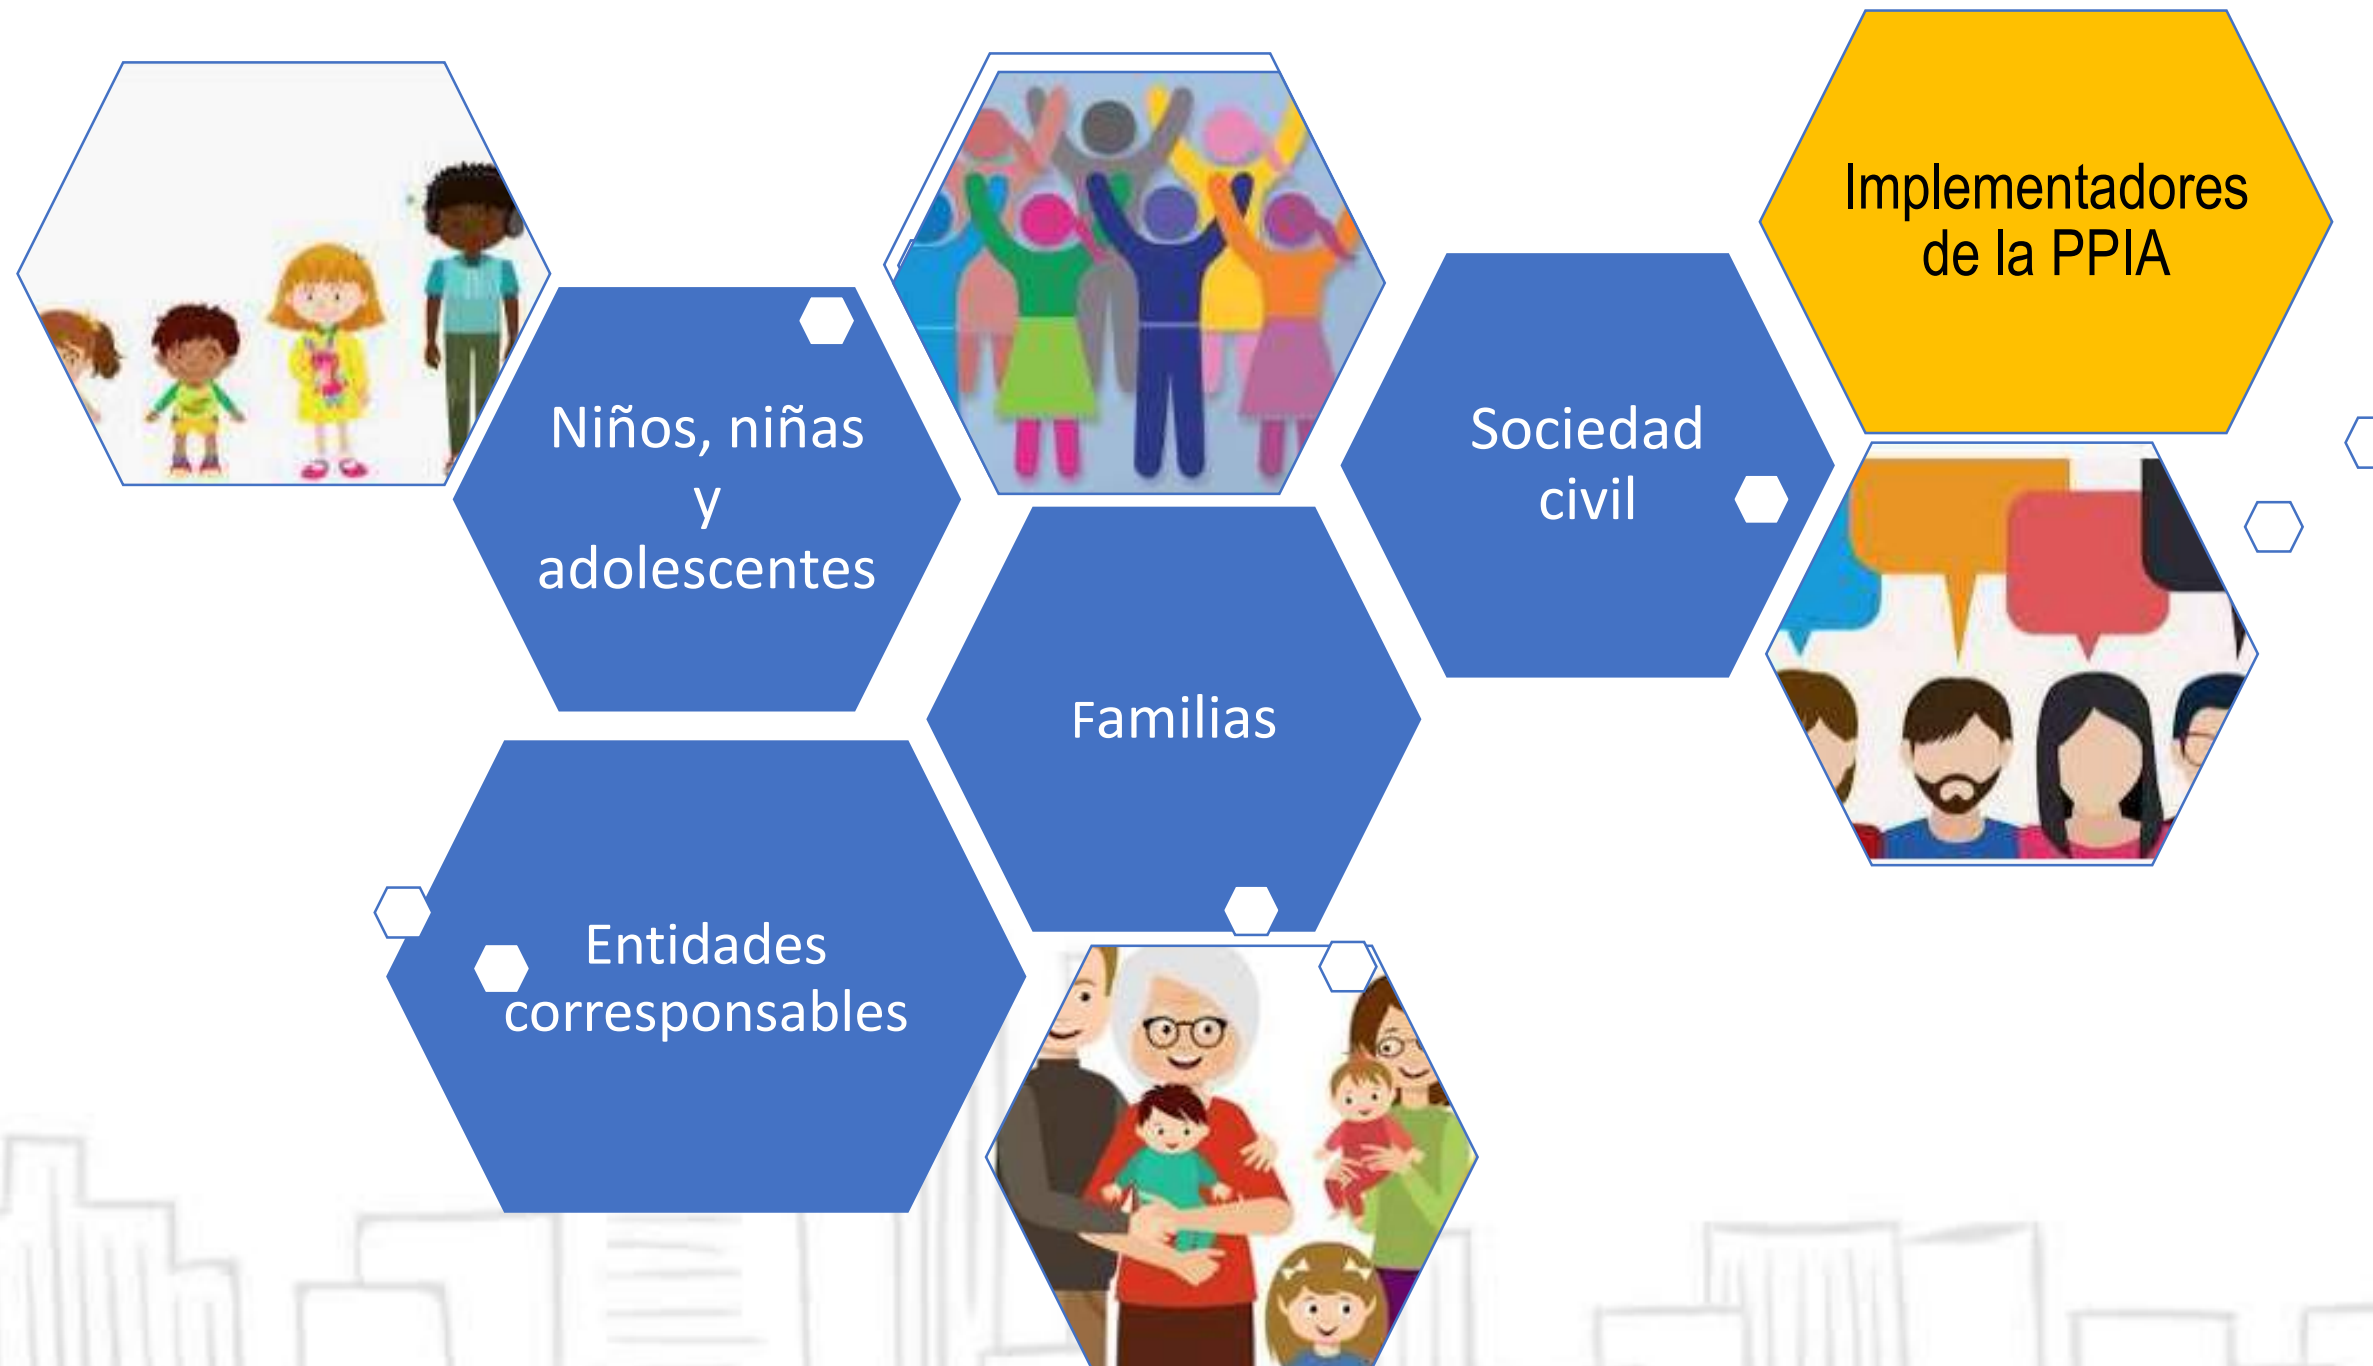 Implementadores
de la PPIA
Niños, niñas
y
adolescentes
Sociedad
civil
Familias
Entidades
corresponsables